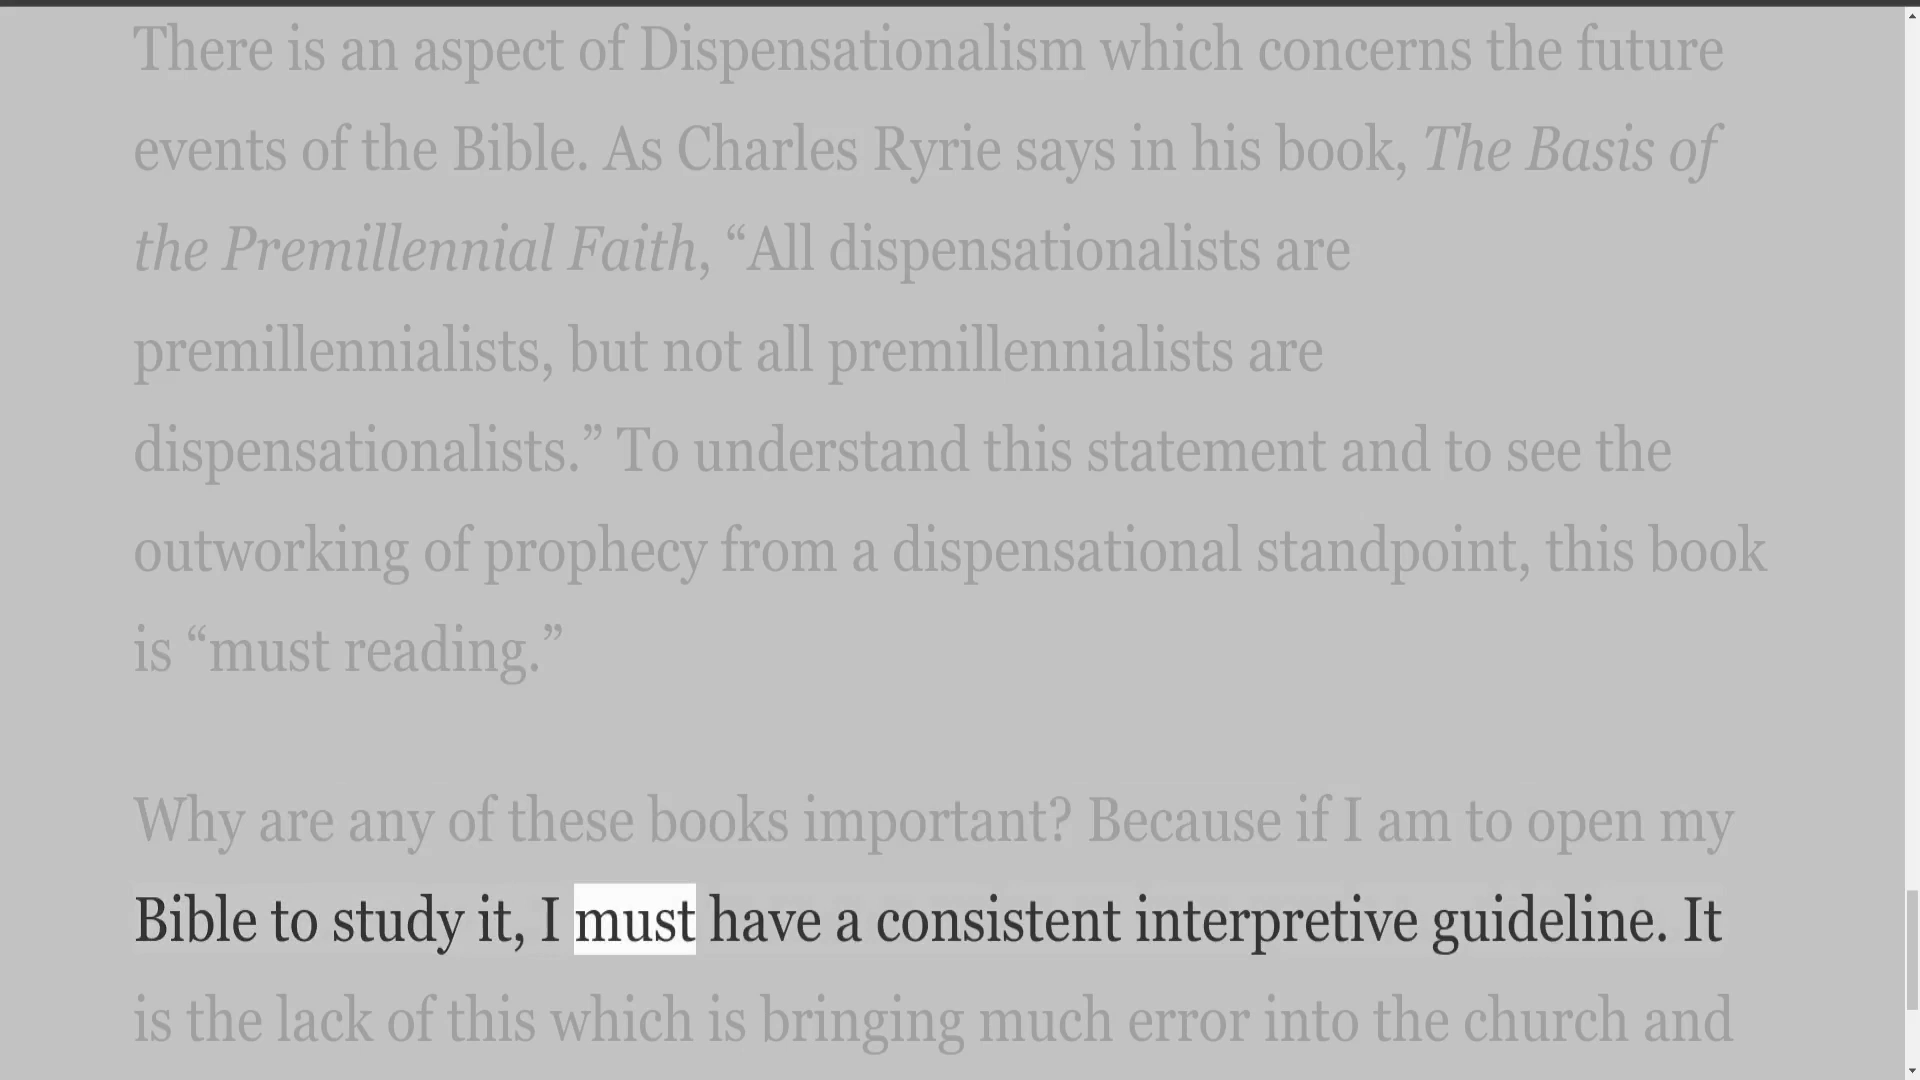 There is an aspect of Dispensationalism which concerns the future
events of the Bible. As Charles Ryrie says in his book, The Basis of
the Premillennial Faith, “All dispensationalists are
premillennialists, but not all premillennialists are
dispensationalists.” To understand this statement and to see the
outworking of prophecy from a dispensational standpoint, this book
is “must reading.”
Why are any of these books important? Because if I am to open my
Bible to study it, I must have a consistent interpretive guideline. It
is the lack of this which is bringing much error into the church and